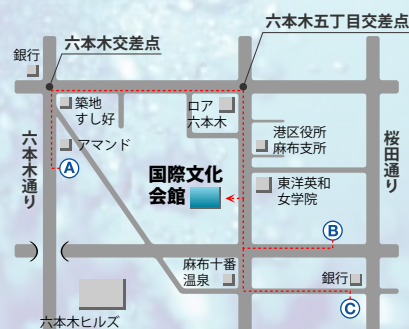 六本木五丁目交差点
六本木交差点
銀行
築地
すし好
ロア
六本木
アマンド
港区役所
麻布支所
六本木通り
桜田通り
A
国際文化
会館
東洋英和
女学院
B
麻布十番
温泉
銀行
C
六本木ヒルズ